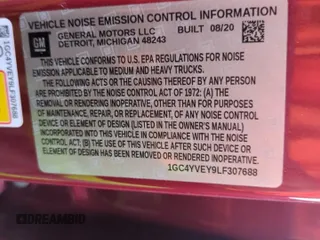 VEHICLE NOISE EMISSION CONTROL INFORMATION
GM
GENERAL MOTORS LLC BUILT 08/20
DETROIT, MICHIGAN 48243
THIS VEHICLE CONFORMS TO U.S. EPA REGULATIONS FOR NOISE
EMISSION APPLICABLE TO MEDIUM AND HEAVY TRUCKS.
THE FOLLOWING ACTS OR THE CAUSING THEREOF BY ANY PERSON
ARE PROHIBITED BY THE NOISE CONTROL ACT OF 1972: (A) THE
REMOVAL OR RENDERING INOPERATIVE, OTHER THAN FOR PURPOSES
OF MAINTENANCE, REPAIR, OR REPLACEMENT, OF ANY NOISE
CONTROL DEVICE OR ELEMENT OF DESIGN (LISTED IN THE OWNER'S MANUAL)
INCORPORATED INTO THIS VEHICLE IN COMPLIANCE WITH THE NOISE
CONTROL ACT; (B) THE USE OF THIS VEHICLE AFTER SUCH DEVICE OR
ELEMENT OF DESIGN HAS BEEN REMOVED OR RENDERED INOPERATIVE.
1GC4YVEY9LF307688
1GC4YVEY9LF307688
© DREAMBID